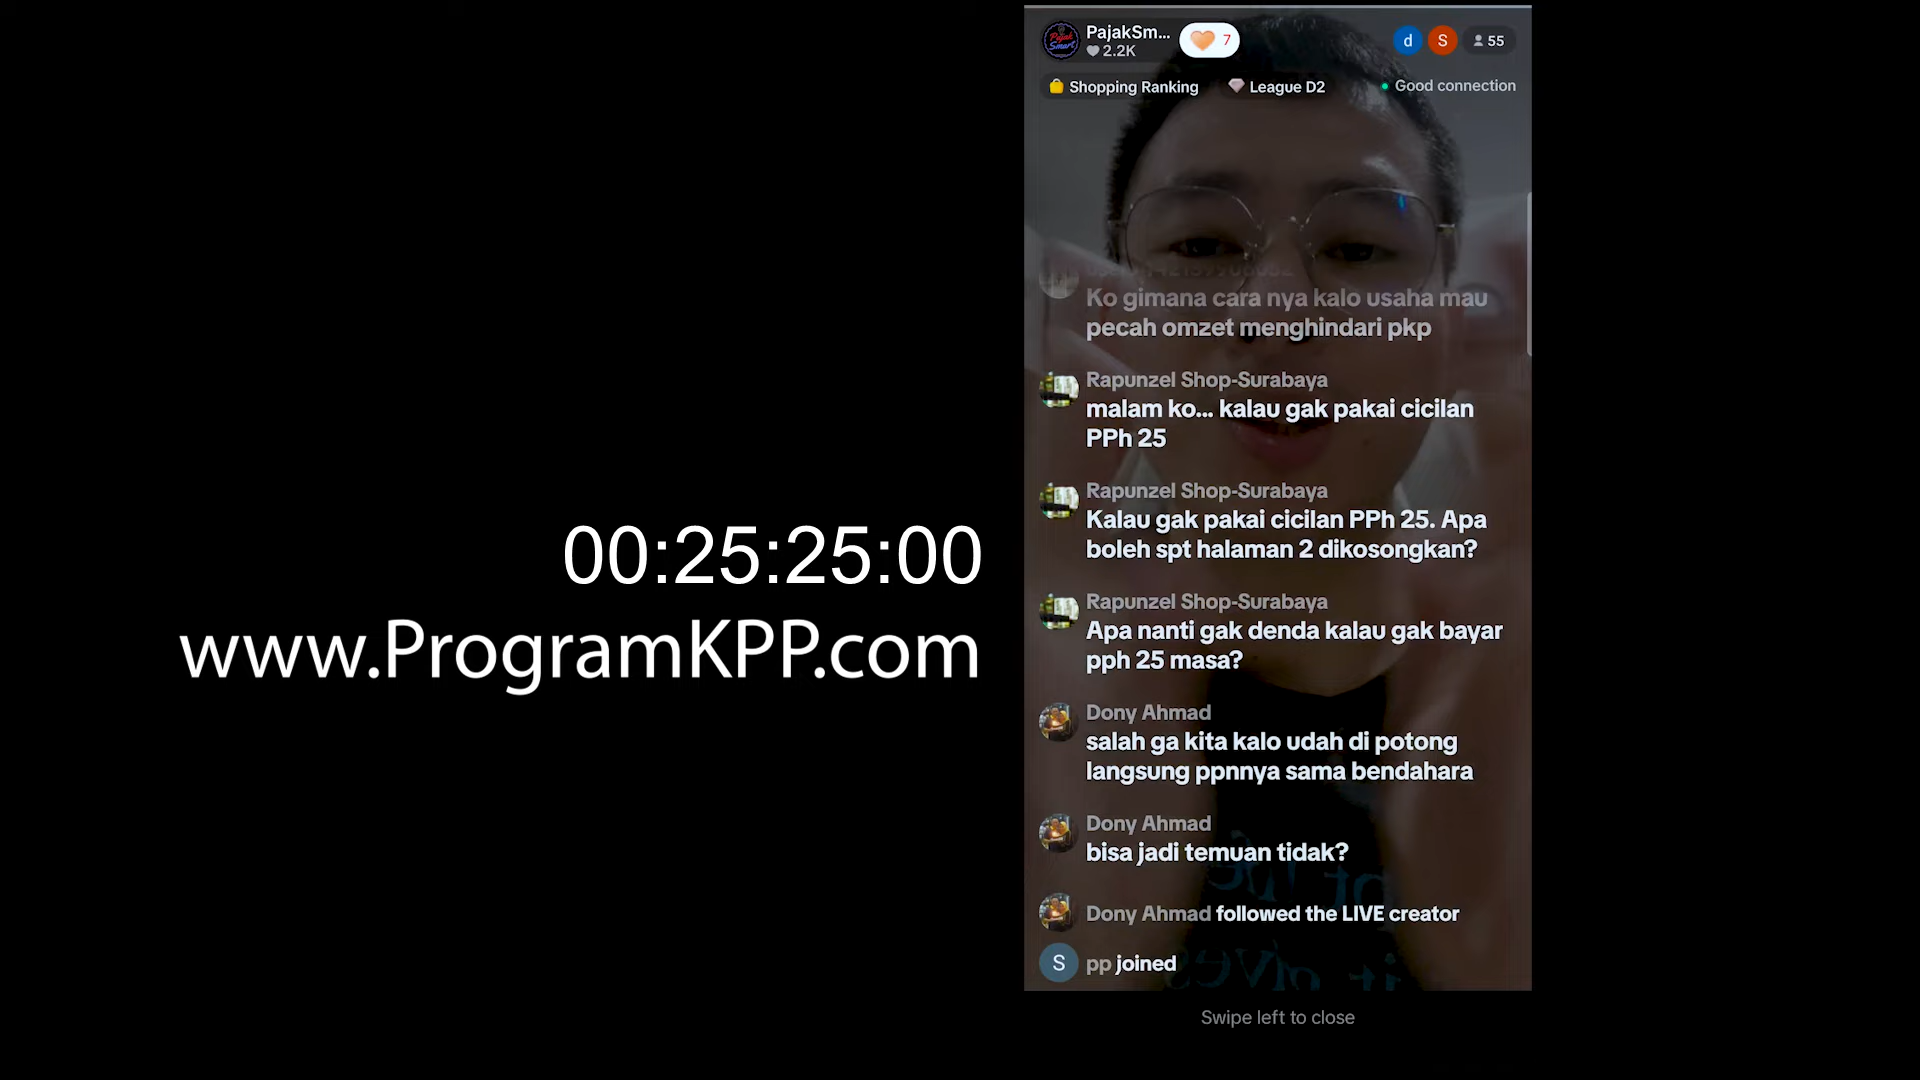 PajakSm...
2.2K
7
d
S
55
Shopping Ranking
League D2
Good connection
Ko gimana cara nya kalo usaha mau
pecah omzet menghindari pkp
Rapunzel Shop-Surabaya
malam ko... kalau gak pakai cicilan
PPh 25
Rapunzel Shop-Surabaya
Kalau gak pakai cicilan PPh 25. Apa
boleh spt halaman 2 dikosongkan?
00:25:25:00
www.ProgramKPP.com
Rapunzel Shop-Surabaya
Apa nanti gak denda kalau gak bayar
pph 25 masa?
Dony Ahmad
salah ga kita kalo udah di potong
langsung ppnnya sama bendahara
Dony Ahmad
bisa jadi temuan tidak?
Dony Ahmad followed the LIVE creator
S
pp joined
Swipe left to close